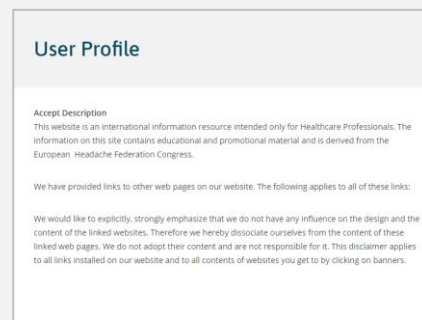 User Profile
Accept Description
This website is an international information resource intended only for Healthcare Professionals. The
information on this site contains educational and promotional material and is derived from the
European Headache Federation Congress.
We have provided links to other web pages on our website. The following applies to all of these links:
We would like to explicitly, strongly emphasize that we do not have any influence on the design and the
content of the linked websites. Therefore we hereby dissociate ourselves from the content of these
linked web pages. We do not adopt their content and are not responsible for it. This disclaimer applies
to all links installed on our website and to all contents of websites you get to by clicking on banners.